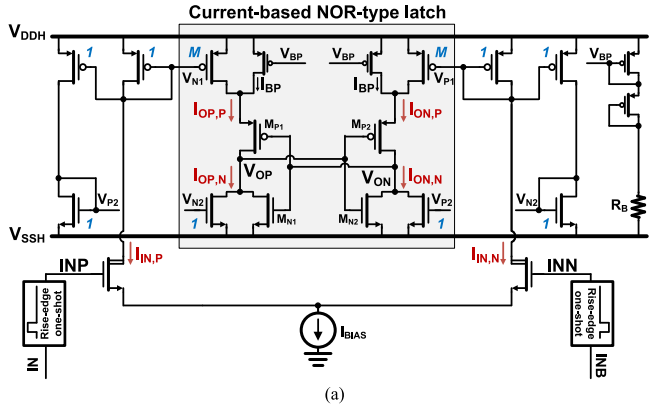 Current-based NOR-type latch
VDDH
1
1
M
VN1
VBP
IBP
VBP
IBP
M
VP1
1
1
VBP
IOP,P
ION,P
MP1
MP2
IOP,N
VOP
VON
ION,N
VP2
1
VN2
1
MN1
MN2
VP2
1
VN2
1
RB
VSSH
IIN,P
IIN,N
INP
INN
Rise-edge
one-shot
Rise-edge
one-shot
IBIAS
IN
INB
(a)